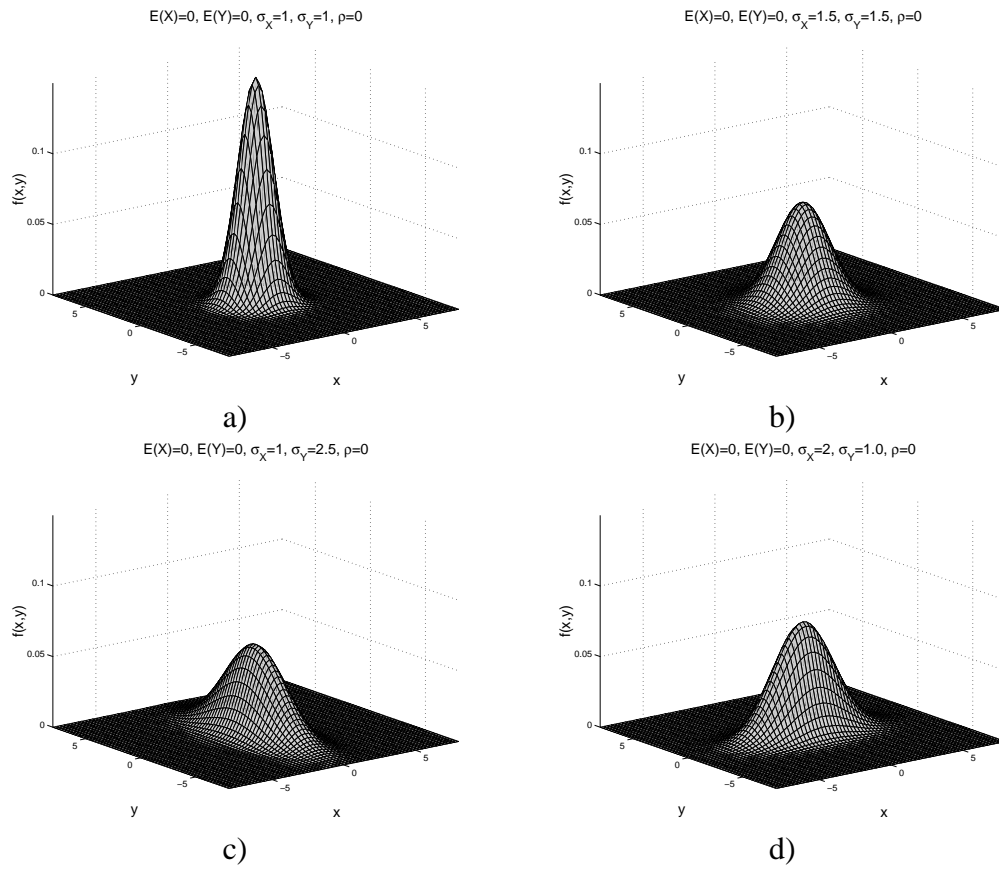 E(X)=0, E(Y)=0, σX=1, σY=1, ρ=0
0.1
0.05
0
f(x,y)
5
0
−5
y
−5
0
5
x
a)
E(X)=0, E(Y)=0, σX=1.5, σY=1.5, ρ=0
0.1
0.05
0
f(x,y)
5
0
−5
y
−5
0
5
x
b)
E(X)=0, E(Y)=0, σX=1, σY=2.5, ρ=0
0.1
0.05
0
f(x,y)
5
0
−5
y
−5
0
5
x
c)
E(X)=0, E(Y)=0, σX=2, σY=1.0, ρ=0
0.1
0.05
0
f(x,y)
5
0
−5
y
−5
0
5
x
d)